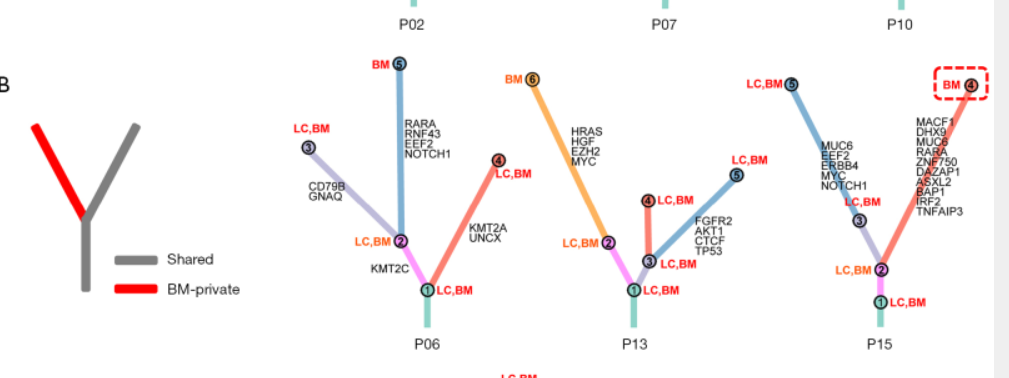 P02
P07
P10
B
Shared
BM-private
BM
5
LC,BM
3
RARA
RNF43
EEF2
NOTCH1
4
LC,BM
CD79B
GNAQ
KMT2A
UNCX
LC,BM
2
KMT2C
1
LC,BM
P06
BM
6
HRAS
HGF
EZH2
MYC
LC,BM
5
4
LC,BM
FGFR2
AKT1
CTCF
TP53
LC,BM
2
3
LC,BM
1
LC,BM
P13
LC,BM
5
BM
4
MUC6
EEF2
ERBB4
MYC
NOTCH1
LC,BM
3
MACF1
DHX9
MUC6
RARA
ZNF750
DAZAP1
ASXL2
BAP1
IRF2
TNFAIP3
LC,BM
2
1
LC,BM
P15
LC,BM